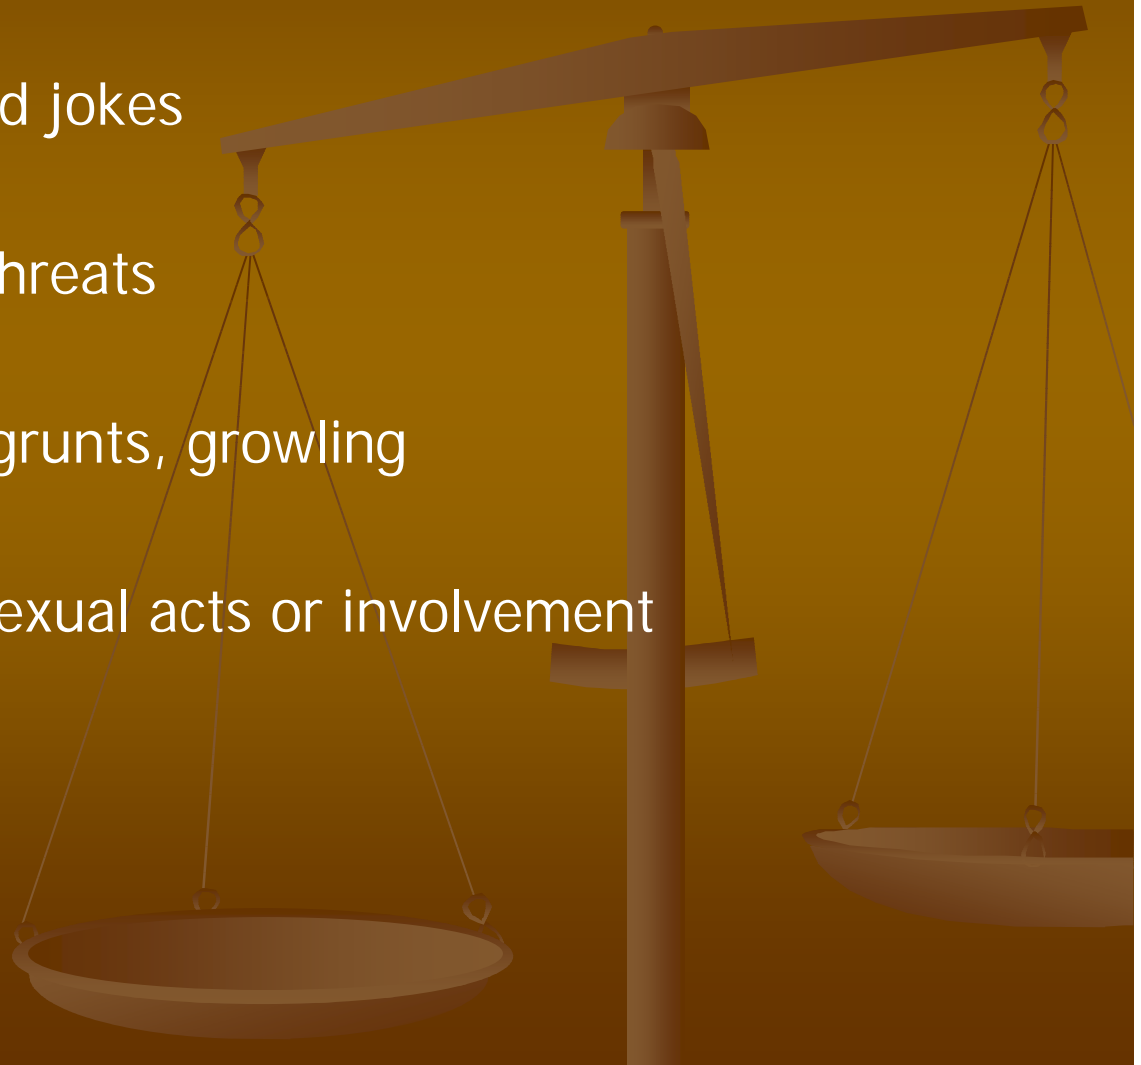 d jokes
hreats
grunts, growling
exual acts or involvement